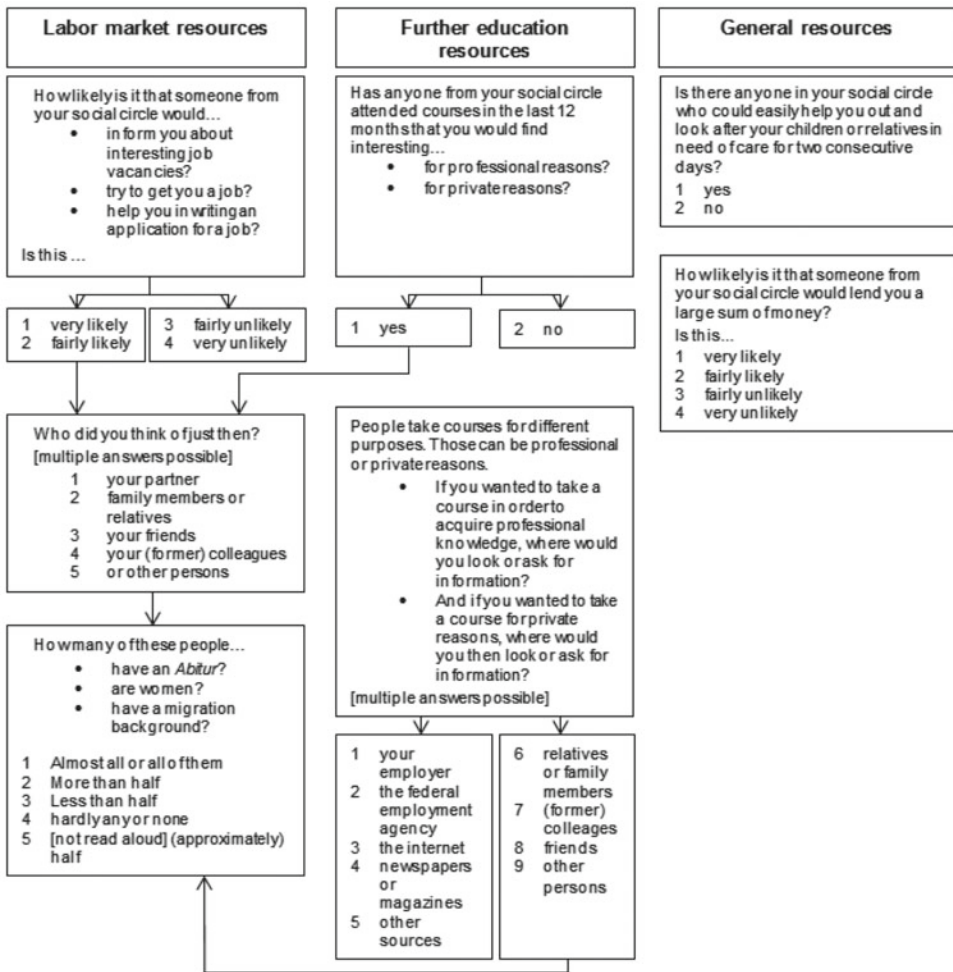 Labor market resources
How likely is it that someone from
your social circle would…
• inform you about
interesting job
vacancies?
• try to get you a job?
• help you in writing an
application for a job?
Is this …
1 very likely
2 fairly likely
3 fairly unlikely
4 very unlikely
Who did you think of just then?
[multiple answers possible]
1 your partner
2 family members or
relatives
3 your friends
4 your (former) colleagues
5 or other persons
How many of these people…
• have an Abitur?
• are women?
• have a migration
background?
1 Almost all or all of them
2 More than half
3 Less than half
4 hardly any or none
5 [not read aloud] (approximately)
half
Further education
resources
Has anyone from your social circle
attended courses in the last 12
months that you would find
interesting…
• for professional reasons?
• for private reasons?
1 yes
2 no
People take courses for different
purposes. Those can be professional
or private reasons.
• If you wanted to take a
course in order to
acquire professional
knowledge, where would
you look or ask for
information?
• And if you wanted to take
a course for private
reasons, where would
you then look or ask for
information?
[multiple answers possible]
1 your
employer
2 the federal
employment
agency
3 the internet
4 newspapers
or
magazines
5 other
sources
6 relatives
or family
members
7 (former)
colleages
8 friends
9 other
persons
General resources
Is there anyone in your social circle
who could easily help you out and
look after your children or relatives in
need of care for two consecutive
days?
1 yes
2 no
How likely is it that someone from
your social circle would lend you a
large sum of money?
Is this…
1 very likely
2 fairly likely
3 fairly unlikely
4 very unlikely